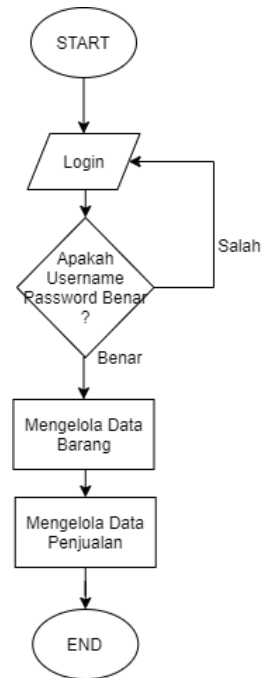 START
Login
Salah
Apakah
Username
Password Benar
?
Benar
Mengelola Data
Barang
Mengelola Data
Penjualan
END